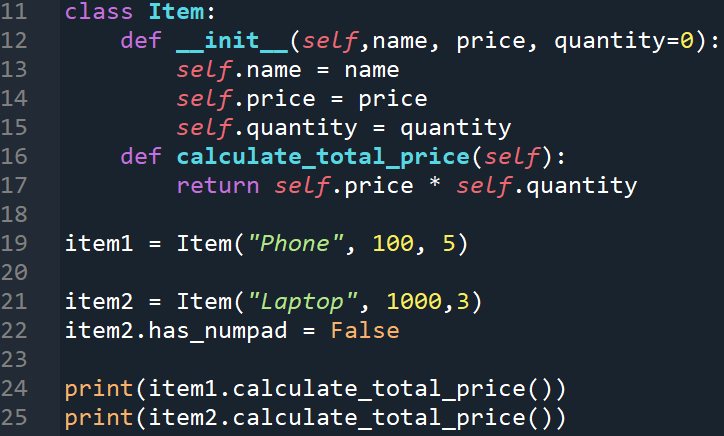 11 class Item:
12     def __init__(self,name, price, quantity=0):
13         self.name = name
14         self.price = price
15         self.quantity = quantity
16     def calculate_total_price(self):
17         return self.price * self.quantity
18
19 item1 = Item("Phone", 100, 5)
20
21 item2 = Item("Laptop", 1000,3)
22 item2.has_numpad = False
23
24 print(item1.calculate_total_price())
25 print(item2.calculate_total_price())